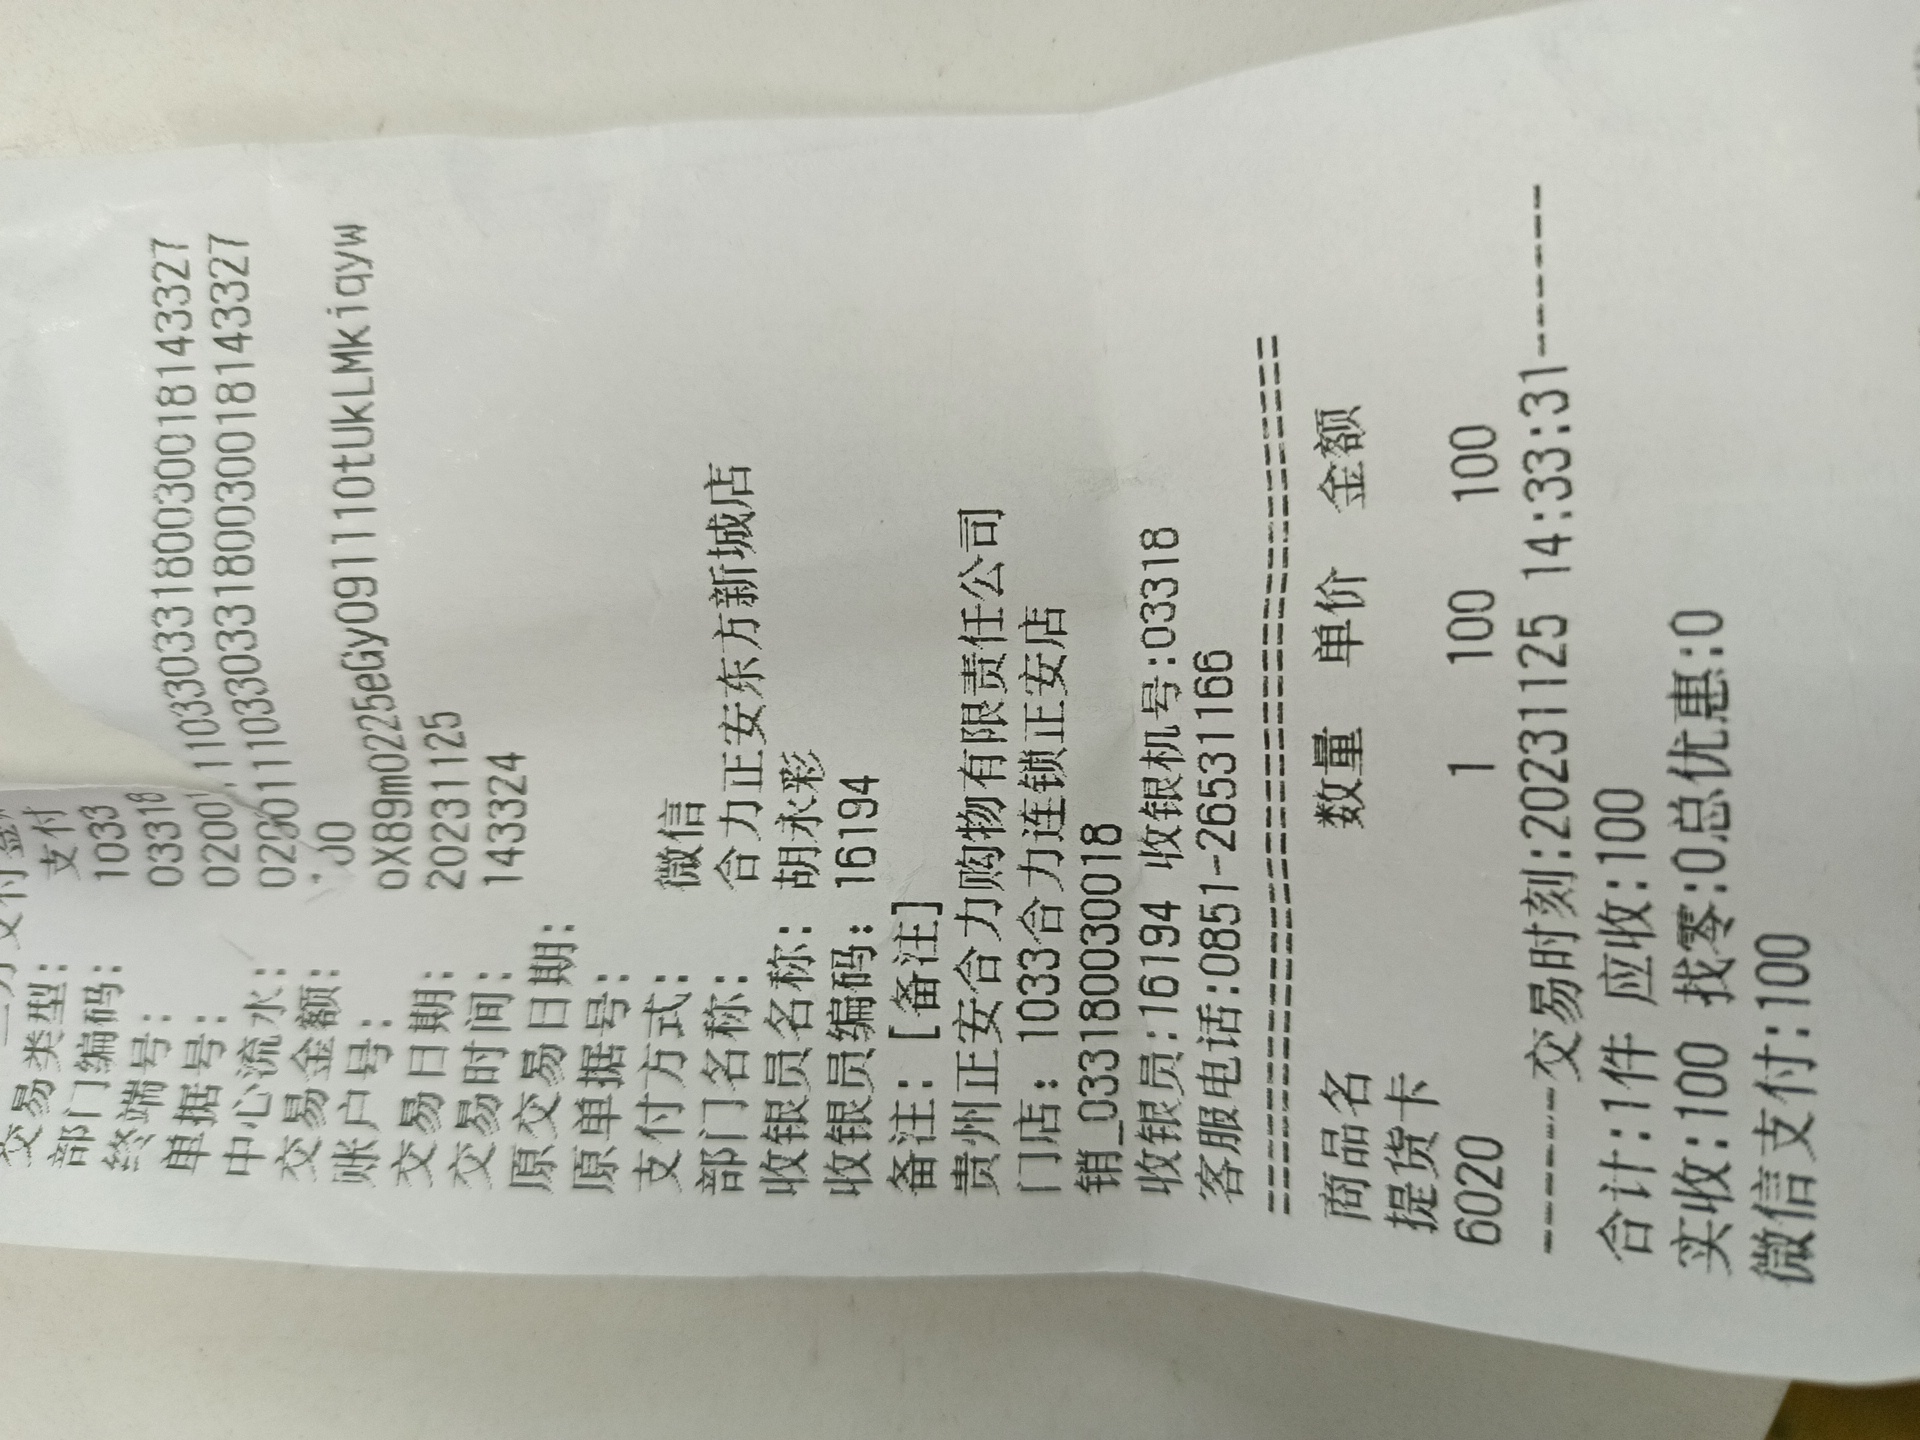 交易类型: 支付
部门编码: 1033
终端号: 03318
单据号: 1103303318003001814​3327
中心流水: 11103303318003001814​3327
交易金额: 00
账户号: oX89mO225eGy091110tUkLMkiqyw
交易日期: 20231125
交易时间: 143324
原交易日期:
原单据号:
支付方式: 微信
部门名称: 合力正安东方新城店
收银员名称: 胡永彩
收银员编码: 16194
备注: [备注]
贵州正安合力购物有限责任公司
门店: 1033合力连锁正安店
销_033180030018
收银员:16194 收银机号:03318
客服电话:0851-26531166
商品名 数量 单价 金额
提货卡
6020 1 100 100
-------交易时刻:20231125 14:33:31-------
合计:1件 应收:100
实收:100 找零:0总优惠:0
微信支付:100